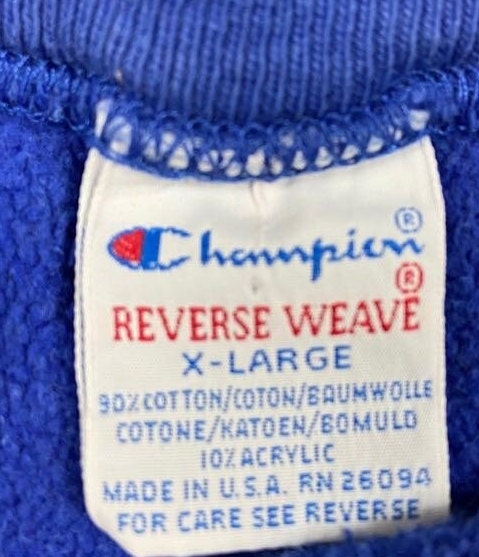 Champion®
REVERSE WEAVE®
X-LARGE
90% COTTON/COTON/BAUMWOLLE
COTONE/KATOEN/BOMULD
10% ACRYLIC
MADE IN U.S.A. RN 26094
FOR CARE SEE REVERSE